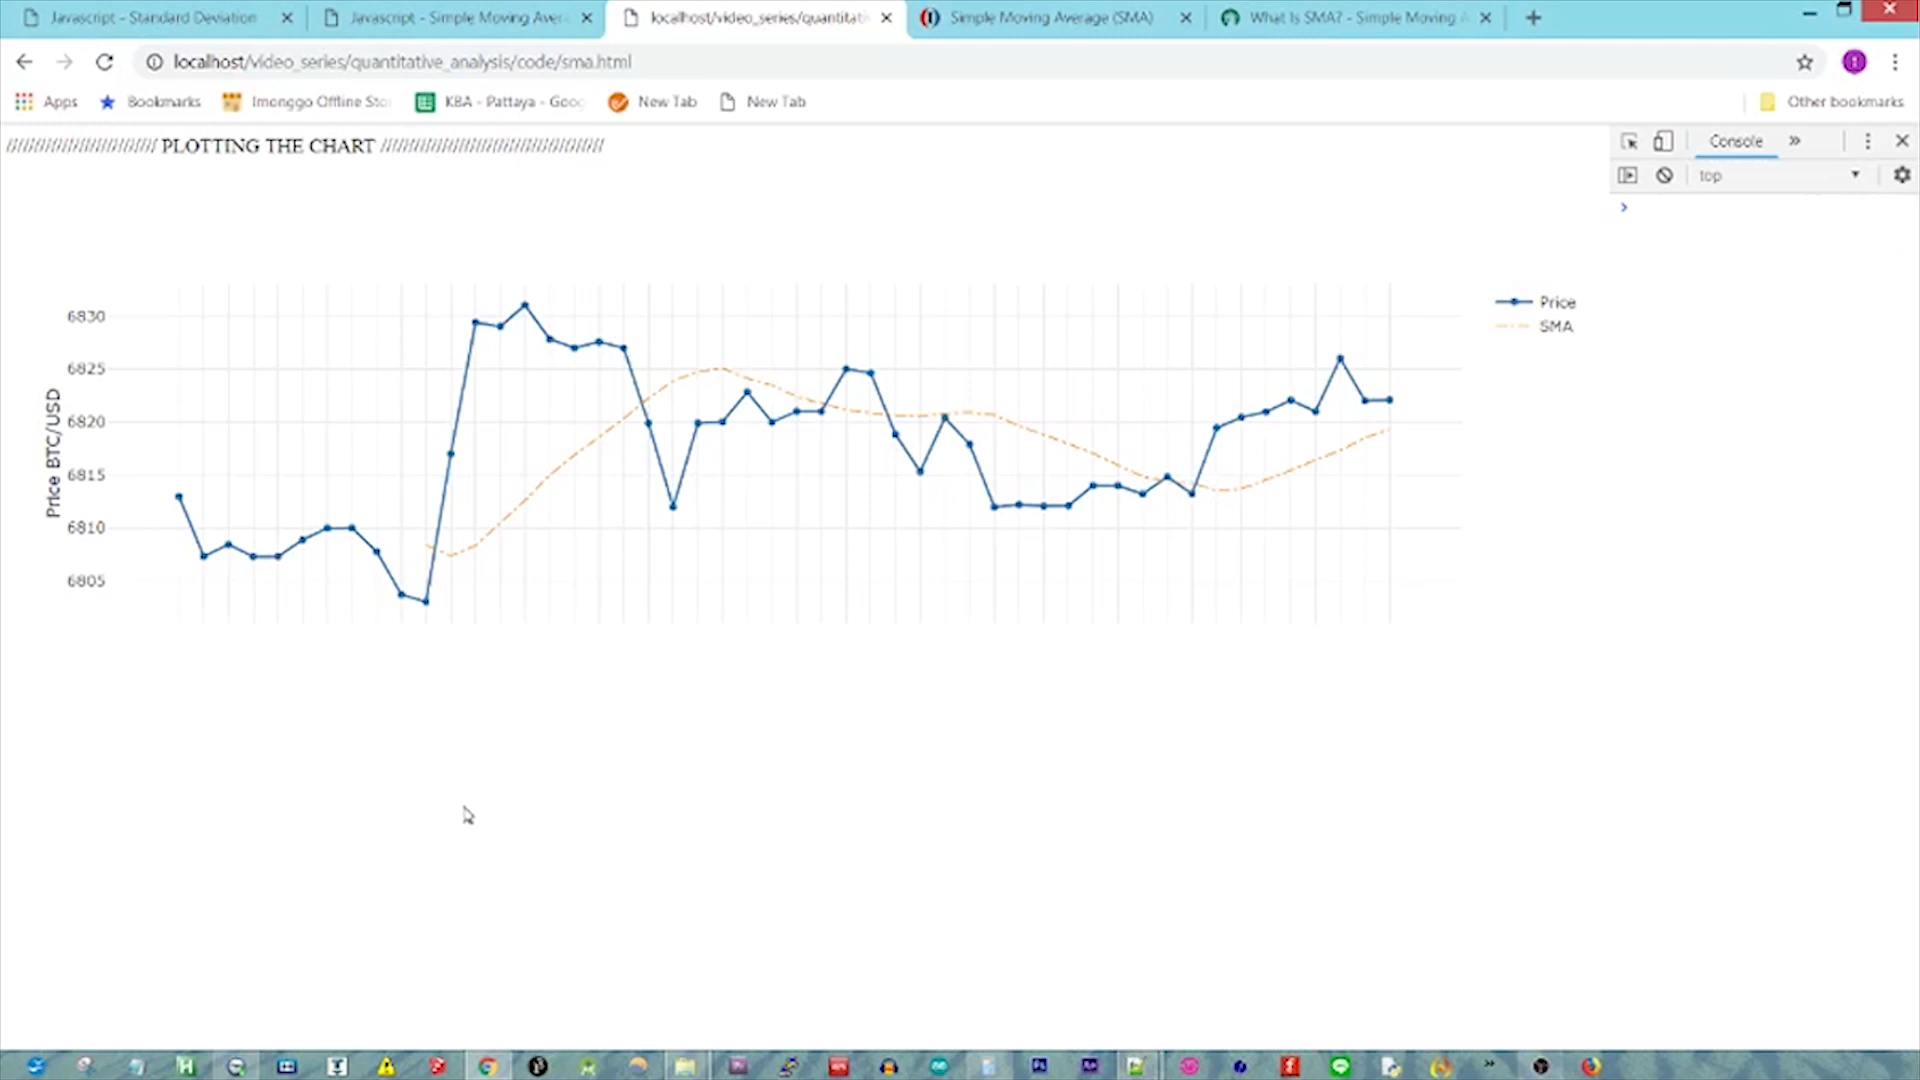 Javascript - Standard Deviation
Javascript - Simple Moving Aver
localhost/video_series/quantitati
Simple Moving Average (SMA)
What Is SMA? - Simple Moving A
localhost/video_series/quantitative_analysis/code/sma.html
Apps
Bookmarks
Imonggo Offline Sto
KBA - Pattaya - Goog
New Tab
New Tab
Other bookmarks
PLOTTING THE CHART
Console
top
Price
SMA
Price BTC/USD
6830
6825
6820
6815
6810
6805